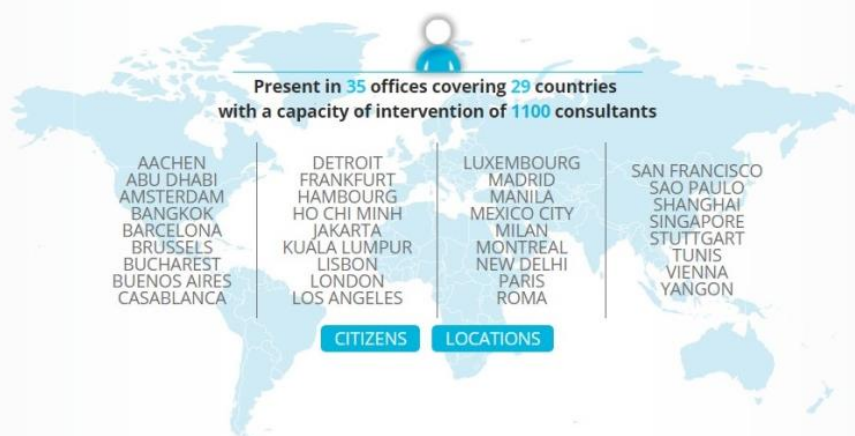 Present in 35 offices covering 29 countries
with a capacity of intervention of 1100 consultants
AACHEN
ABU DHABI
AMSTERDAM
BANGKOK
BARCELONA
BRUSSELS
BUCHAREST
BUENOS AIRES
CASABLANCA
DETROIT
FRANKFURT
HAMBOURG
HO CHI MINH
JAKARTA
KUALA LUMPUR
LISBON
LONDON
LOS ANGELES
LUXEMBOURG
MADRID
MANILA
MEXICO CITY
MILAN
MONTREAL
NEW DELHI
PARIS
ROMA
SAN FRANCISCO
SAO PAULO
SHANGHAI
SINGAPORE
STUTTGART
TUNIS
VIENNA
YANGON
CITIZENS
LOCATIONS